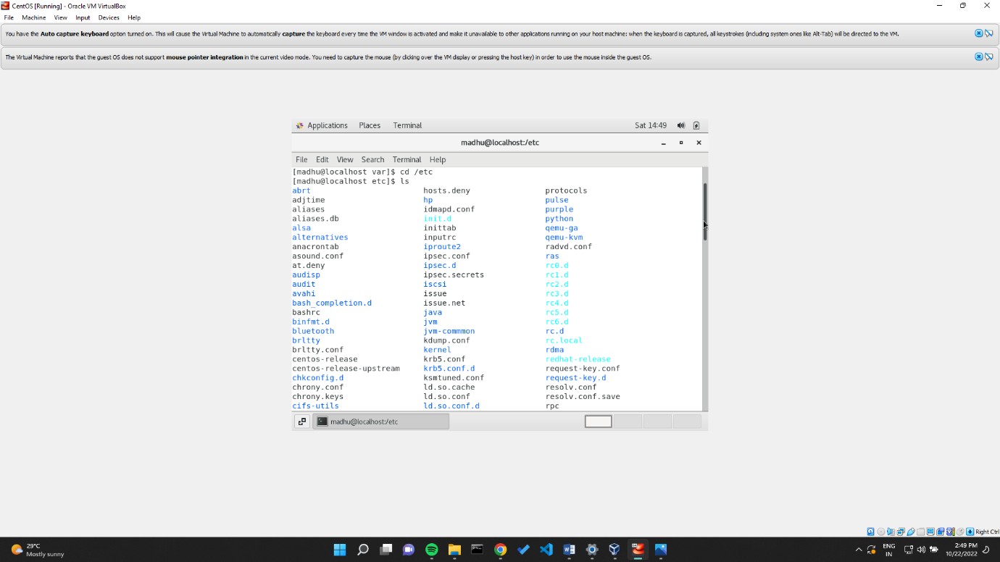 CentOS [Running] - Oracle VM VirtualBox
File Machine View Input Devices Help
You have the Auto capture keyboard option turned on. This will cause the Virtual Machine to automatically capture the keyboard every time the VM window is activated and make it unavailable to other applications running on your host machine: when the keyboard is captured, all keystrokes (including system ones like Alt-Tab) will be directed to the VM.
The Virtual Machine reports that the guest OS does not support mouse pointer integration in the current video mode. You need to capture the mouse (by clicking over the VM display or pressing the host key) in order to use the mouse inside the guest OS.
Applications Places Terminal Sat 14:49
madhu@localhost:/etc
File Edit View Search Terminal Help
[madhu@localhost var]$ cd /etc
[madhu@localhost etc]$ ls
abrt hosts.deny protocols
adjtime hp pulse
aliases idmapd.conf purple
aliases.db init.d python
alsa inittab qemu-ga
alternatives inputrc qemu-kvm
anacrontab iproute2 radvd.conf
asound.conf ipsec.conf ras
at.deny ipsec.d rc0.d
audisp ipsec.secrets rc1.d
audit iscsi rc2.d
avahi issue rc3.d
bash_completion.d issue.net rc4.d
bashrc java rc5.d
binfmt.d jvm rc6.d
bluetooth jvm-commmon rc.d
brltty kdump.conf rc.local
brltty.conf kernel rdma
centos-release krb5.conf redhat-release
centos-release-upstream krb5.conf.d request-key.conf
chkconfig.d ksmtuned.conf request-key.d
chrony.conf ld.so.cache resolv.conf
chrony.keys ld.so.conf resolv.conf.save
cifs-utils ld.so.conf.d rpc
madhu@localhost:/etc
Right Ctrl
29°C
Mostly sunny
ENG
IN
2:49 PM
10/22/2022